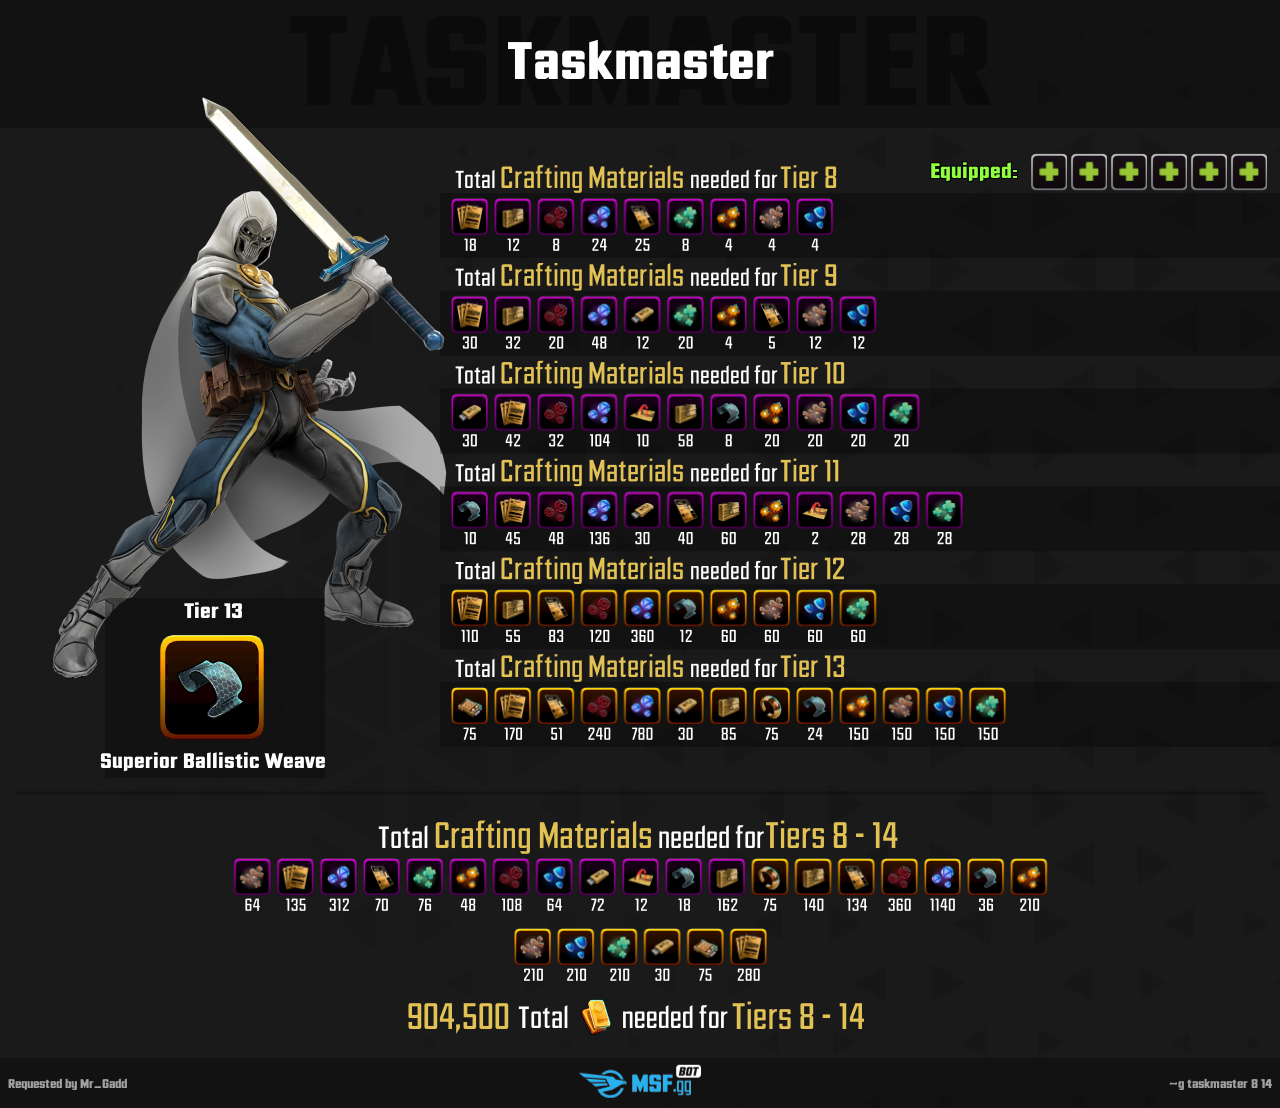 TASKMASTER
Taskmaster
Equipped:
Total Crafting Materials needed for Tier 8
18 12 8 24 25 8 4 4 4
Total Crafting Materials needed for Tier 9
30 32 20 48 12 20 4 5 12 12
Total Crafting Materials needed for Tier 10
30 42 32 104 10 58 8 20 20 20 20
Total Crafting Materials needed for Tier 11
10 45 48 136 30 40 60 20 2 28 28 28
Total Crafting Materials needed for Tier 12
110 55 83 120 360 12 60 60 60 60
Total Crafting Materials needed for Tier 13
75 170 51 240 780 30 85 75 24 150 150 150 150
Tier 13
Superior Ballistic Weave
Total Crafting Materials needed for Tiers 8 - 14
64 135 312 70 76 48 108 64 72 12 18 162 75 140 134 360 1140 36 210
210 210 210 30 75 280
904,500 Total needed for Tiers 8 - 14
Requested by Mr_Gadd
MSF.gg BOT
~g taskmaster 8 14